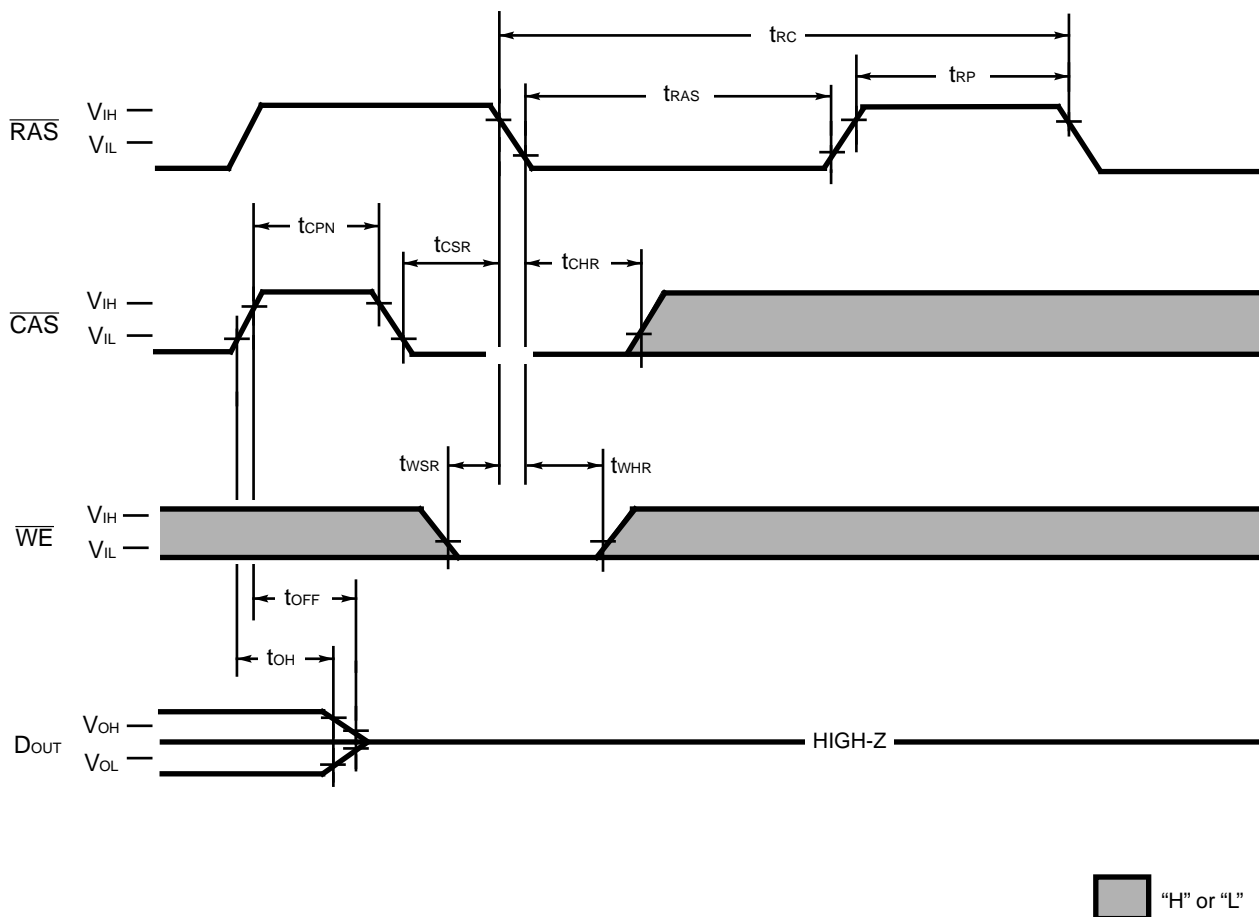 tRC
tRP
tRAS
VIH
RAS
VIL
tCPN
tCSR
tCHR
VIH
CAS
VIL
tWSR
tWHR
VIH
WE
VIL
tOFF
tOH
VOH
DOUT
HIGH-Z
VOL
“H” or “L”